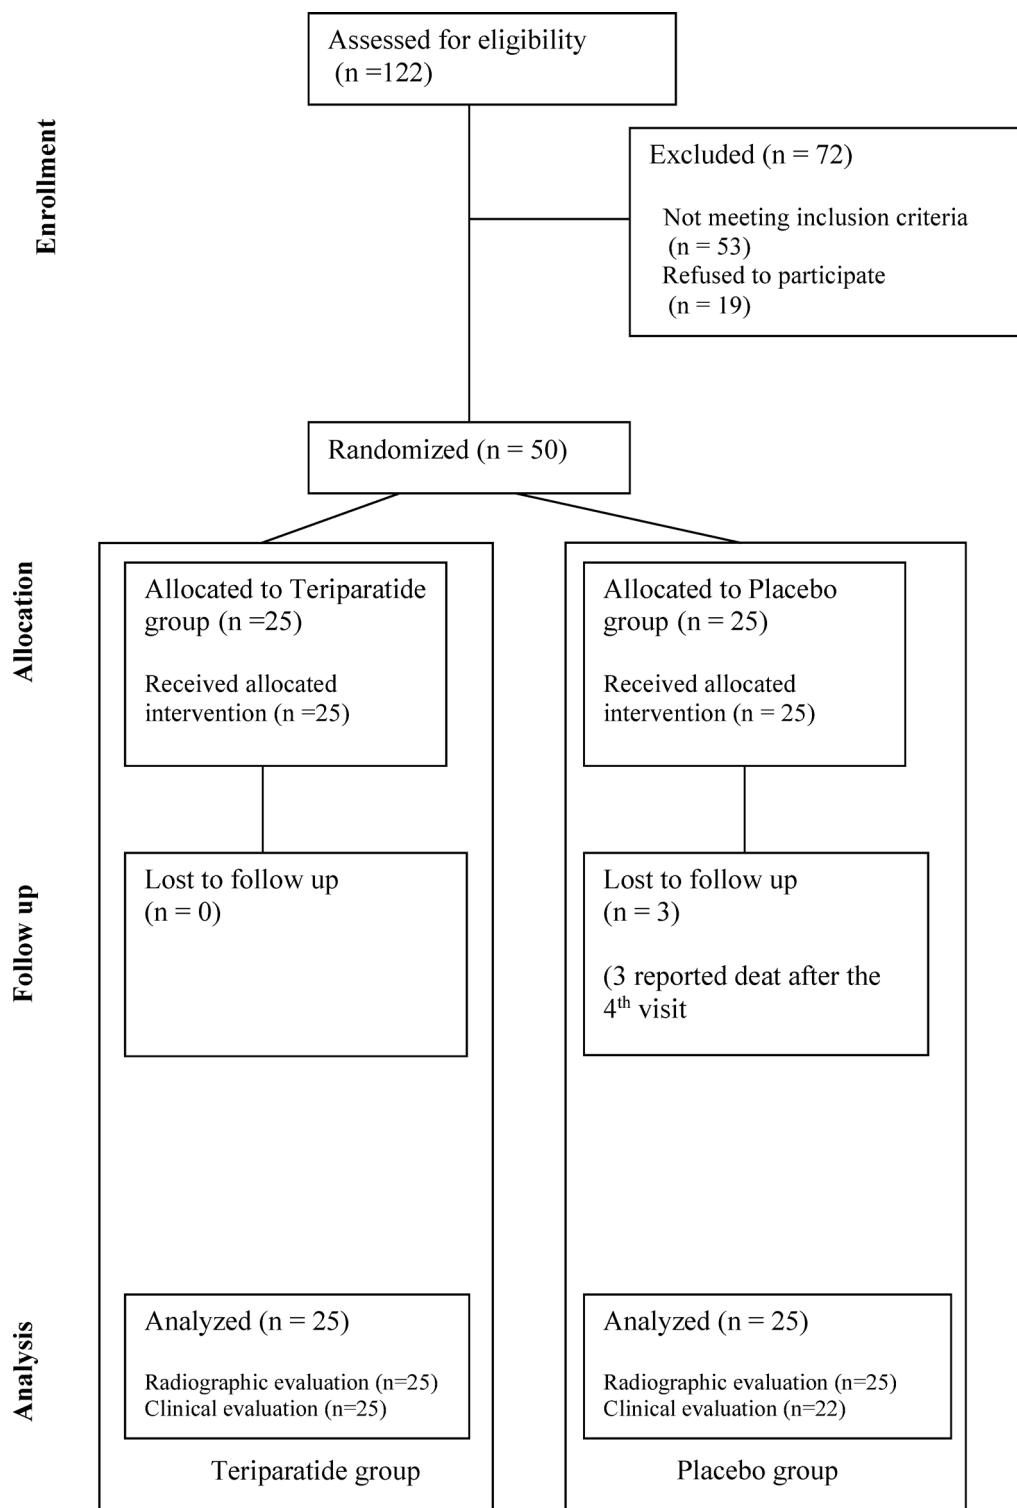 Assessed for eligibility
(n =122)
Enrollment
Excluded (n = 72)
Not meeting inclusion criteria
(n = 53)
Refused to participate
(n = 19)
Randomized (n = 50)
Allocation
Allocated to Teriparatide
group (n =25)
Received allocated
intervention (n =25)
Allocated to Placebo
group (n = 25)
Received allocated
intervention (n = 25)
Follow up
Lost to follow up
(n = 0)
Lost to follow up
(n = 3)
(3 reported deat after the
4th visit
Analysis
Analyzed (n = 25)
Radiographic evaluation (n=25)
Clinical evaluation (n=25)
Teriparatide group
Analyzed (n = 25)
Radiographic evaluation (n=25)
Clinical evaluation (n=22)
Placebo group